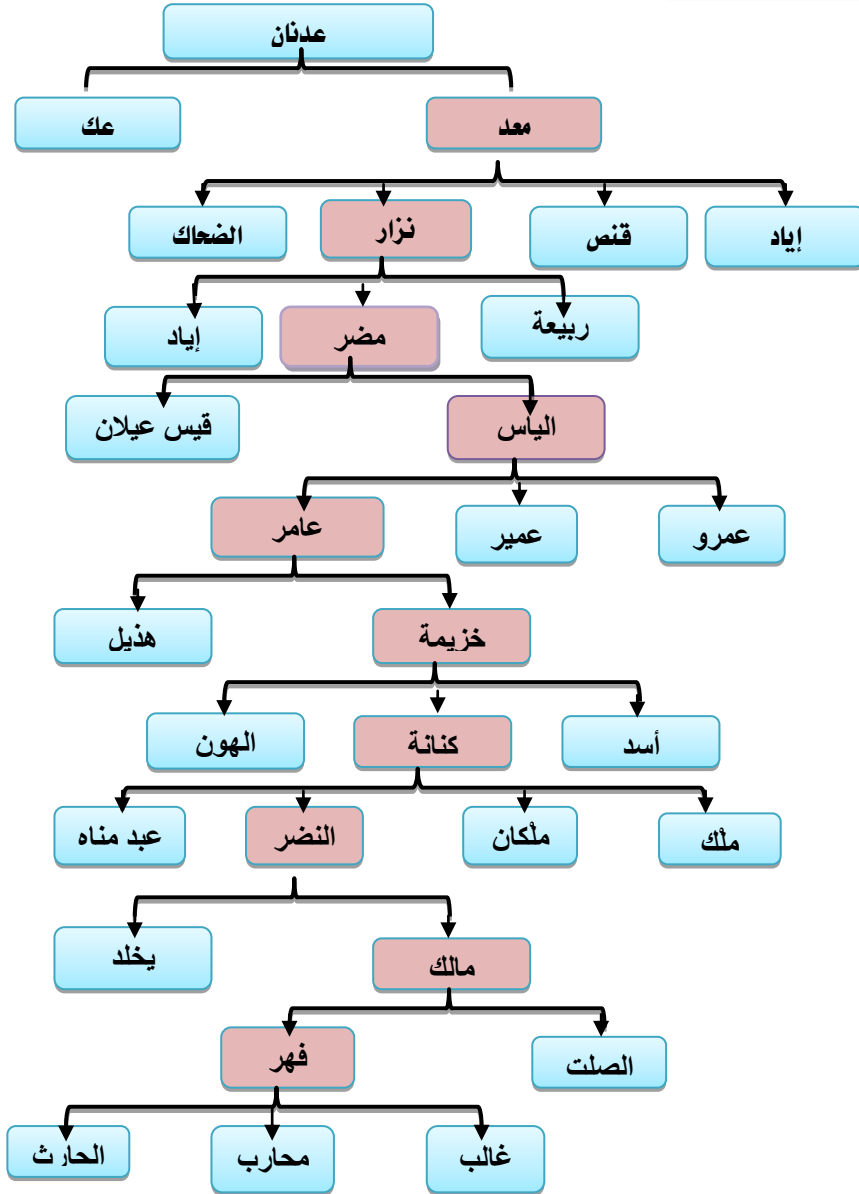 عدنان
معد
عك
إياد
قنص
نزار
الضحاك
ربيعة
مضر
إياد
الياس
قيس عيلان
عمرو
عمير
عامر
خزيمة
هذيل
أسد
كنانة
الهون
ملْك
ملْكان
النضر
عبد مناه
مالك
يخلد
الصلت
فهر
غالب
محارب
الحارث